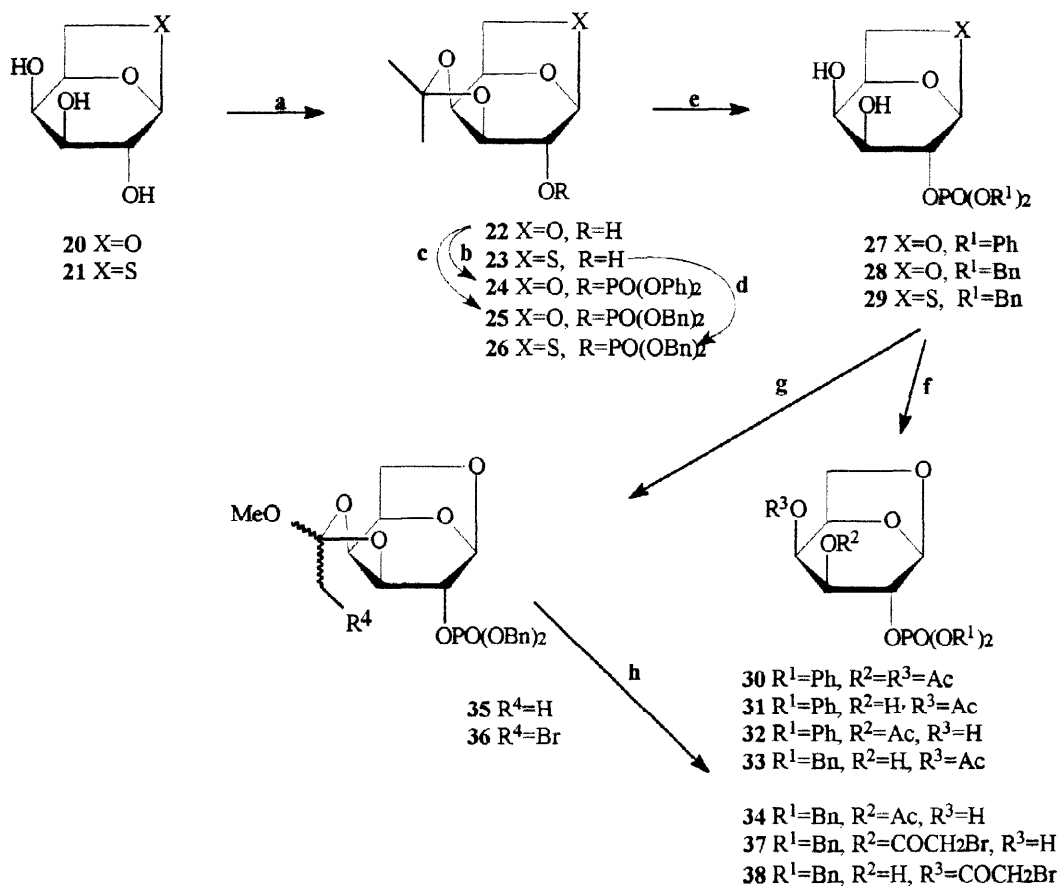 X
O
HO
OH
OH
20 X=O
21 X=S
a
X
O
O
O
OR
22 X=O, R=H
23 X=S, R=H
24 X=O, R=PO(OPh)2
25 X=O, R=PO(OBn)2
26 X=S, R=PO(OBn)2
c
b
d
e
X
O
HO
OH
OPO(OR1)2
27 X=O, R1=Ph
28 X=O, R1=Bn
29 X=S, R1=Bn
g
f
O
O
O
MeO
O
R4
OPO(OBn)2
35 R4=H
36 R4=Br
h
O
R3O
O
OR2
OPO(OR1)2
30 R1=Ph, R2=R3=Ac
31 R1=Ph, R2=H, R3=Ac
32 R1=Ph, R2=Ac, R3=H
33 R1=Bn, R2=H, R3=Ac
34 R1=Bn, R2=Ac, R3=H
37 R1=Bn, R2=COCH2Br, R3=H
38 R1=Bn, R2=H, R3=COCH2Br